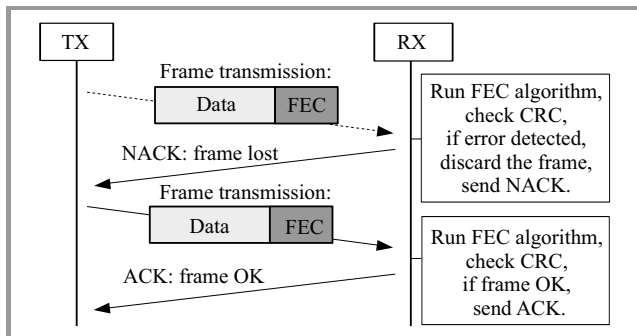 TX
RX
Frame transmission:
Data
FEC
Run FEC algorithm,
check CRC,
if error detected,
discard the frame,
send NACK.
NACK: frame lost
Frame transmission:
Data
FEC
Run FEC algorithm,
check CRC,
if frame OK,
send ACK.
ACK: frame OK